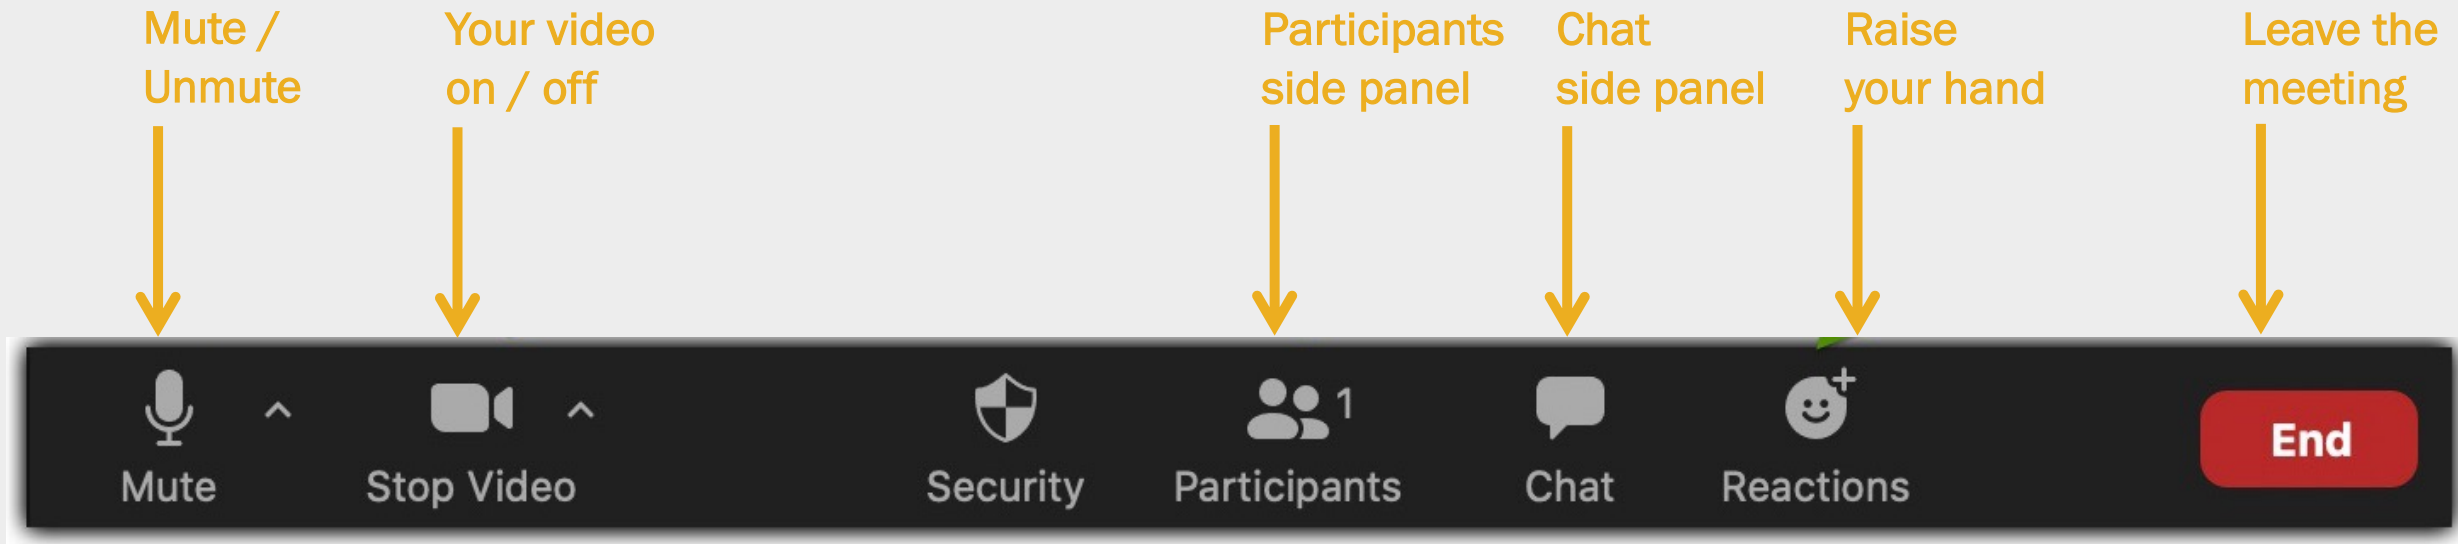 Mute /
Unmute
Your video
on / off
Participants
side panel
Chat
side panel
Raise
your hand
Leave the
meeting
Mute
Stop Video
Security
Participants
1
Chat
Reactions
End